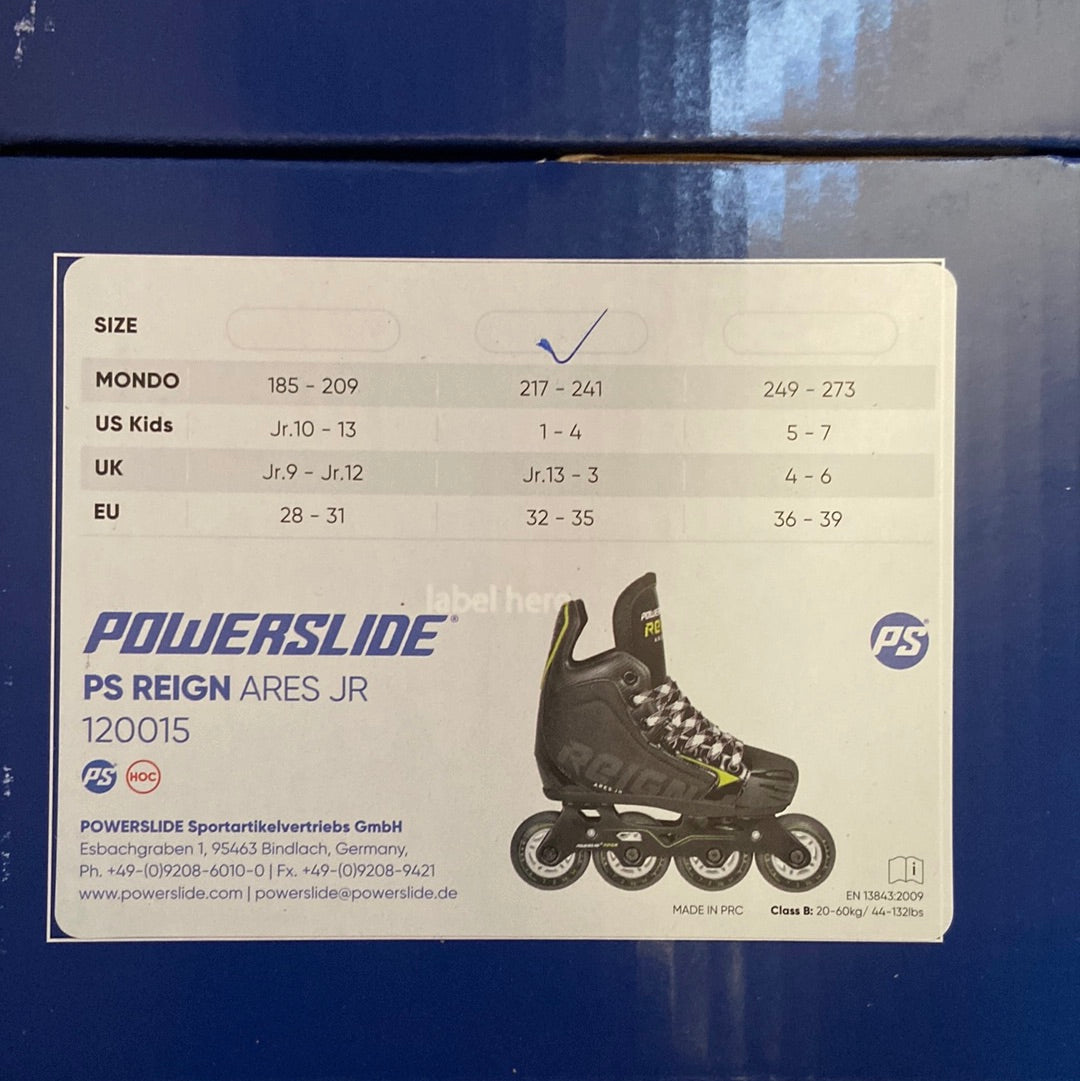 SIZE
MONDO 185 - 209 217 - 241 249 - 273
US Kids Jr.10 - 13 1 - 4 5 - 7
UK Jr.9 - Jr.12 Jr.13 - 3 4 - 6
EU 28 - 31 32 - 35 36 - 39
label here
POWERSLIDE®
PS®
PS REIGN ARES JR
120015
PS® HOC
REIGN
ARES JR
POWERSLIDE Sportartikelvertriebs GmbH
Esbachgraben 1, 95463 Bindlach, Germany,
Ph. +49-(0)9208-6010-0 | Fx. +49-(0)9208-9421
www.powerslide.com | powerslide@powerslide.de
i
EN 13843:2009
MADE IN PRC Class B: 20-60kg/ 44-132lbs